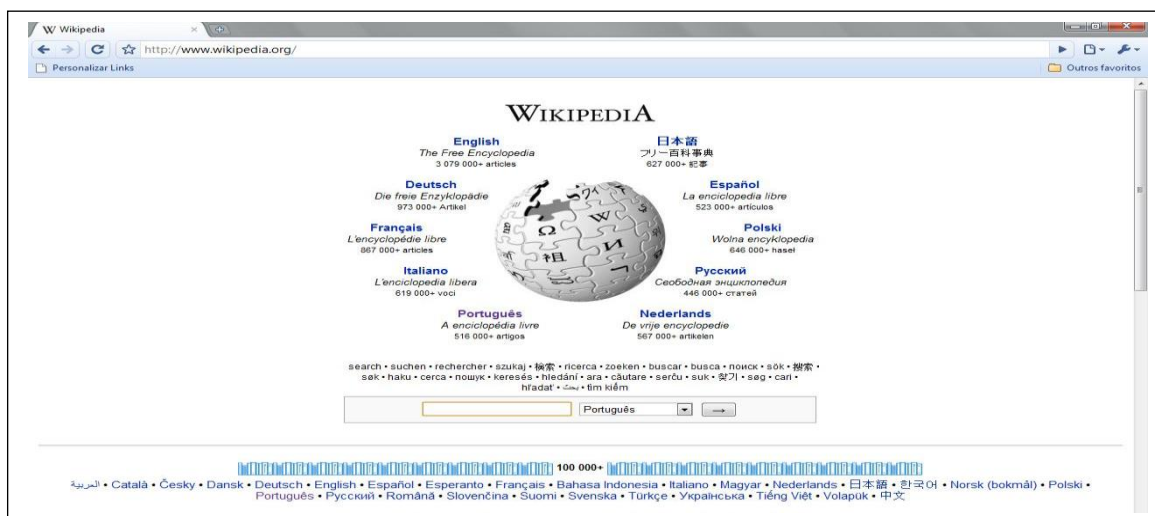 Wikipedia
http://www.wikipedia.org/
Personalizar Links
Outros favoritos
WIKIPEDIA
English
The Free Encyclopedia
3 079 000+ articles
日本語
フリー百科事典
627 000+ 記事
Deutsch
Die freie Enzyklopädie
973 000+ Artikel
Español
La enciclopedia libre
523 000+ artículos
Français
L'encyclopédie libre
867 000+ articles
Polski
Wolna encyklopedia
646 000+ haseł
Italiano
L'enciclopedia libera
619 000+ voci
Русский
Свободная энциклопедия
446 000+ статей
Português
A enciclopédia livre
516 000+ artigos
Nederlands
De vrije encyclopedie
567 000+ artikelen
Ω W И 祖
search • suchen • rechercher • szukaj • 検索 • ricerca • zoeken • buscar • busca • поиск • sök • 搜索 •
søk • haku • cerca • пошук • keresés • hledání • ara • căutare • serĉu • suk • 찾기 • søg • cari •
hľadať • بحث • tìm kiếm
Português
→
100 000+
العربية • Català • Česky • Dansk • Deutsch • English • Español • Esperanto • Français • Bahasa Indonesia • Italiano • Magyar • Nederlands • 日本語 • 한국어 • Norsk (bokmål) • Polski •
Português • Русский • Română • Slovenčina • Suomi • Svenska • Türkçe • Українська • Tiếng Việt • Volapük • 中文